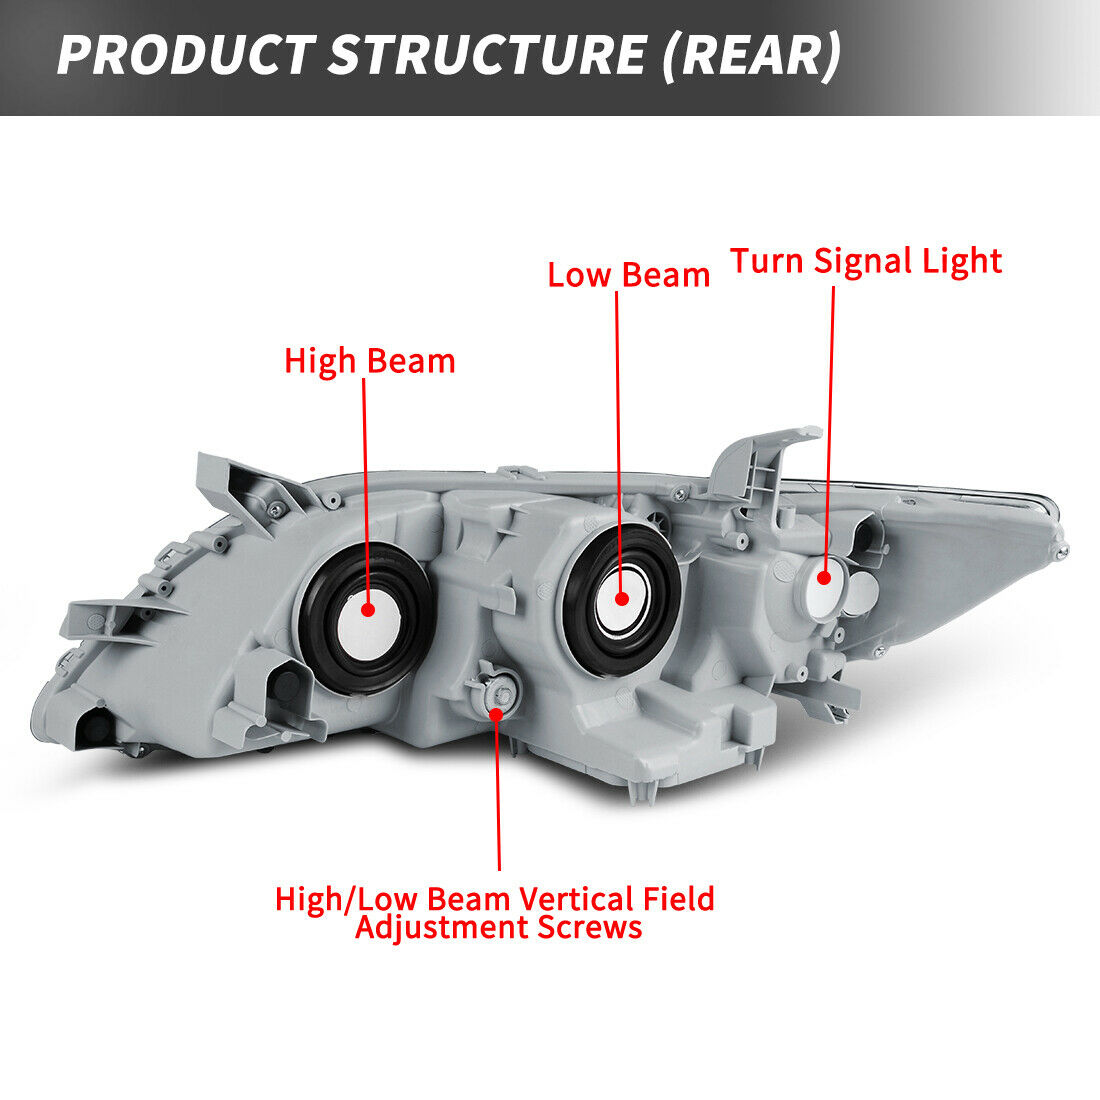 PRODUCT STRUCTURE (REAR)
Turn Signal Light
Low Beam
High Beam
High/Low Beam Vertical Field
Adjustment Screws